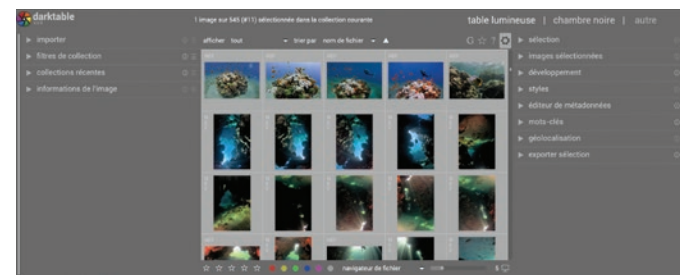 darktable
1 image sur 545 (#11) sélectionnée dans la collection courante
table lumineuse | chambre noire | autre
importer
filtres de collection
collections récentes
informations de l'image
afficher tout trier par nom de fichier
sélection
images sélectionnées
développement
styles
éditeur de métadonnées
mots-clés
géolocalisation
exporter sélection
navigateur de fichier 5